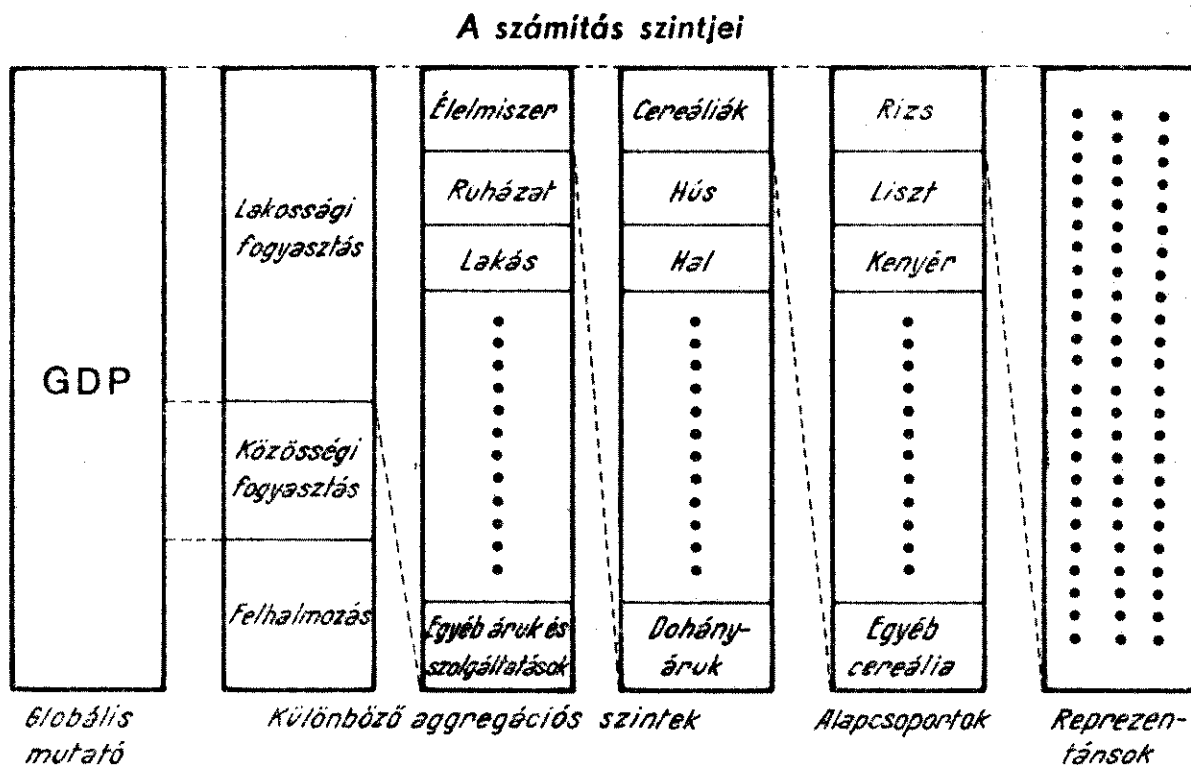 A számítás szintjei
GDP
Lakossági
fogyasztás
Közösségi
fogyasztás
Felhalmozás
Élelmiszer
Ruházat
Lakás
Egyéb áruk és
szolgáltatások
Cereáliák
Hús
Hal
Dohány-
áruk
Rizs
Liszt
Kenyér
Egyéb
cereália
Globális
mutató
Különböző aggregációs szintek
Alapcsoportok
Reprezen-
tánsok